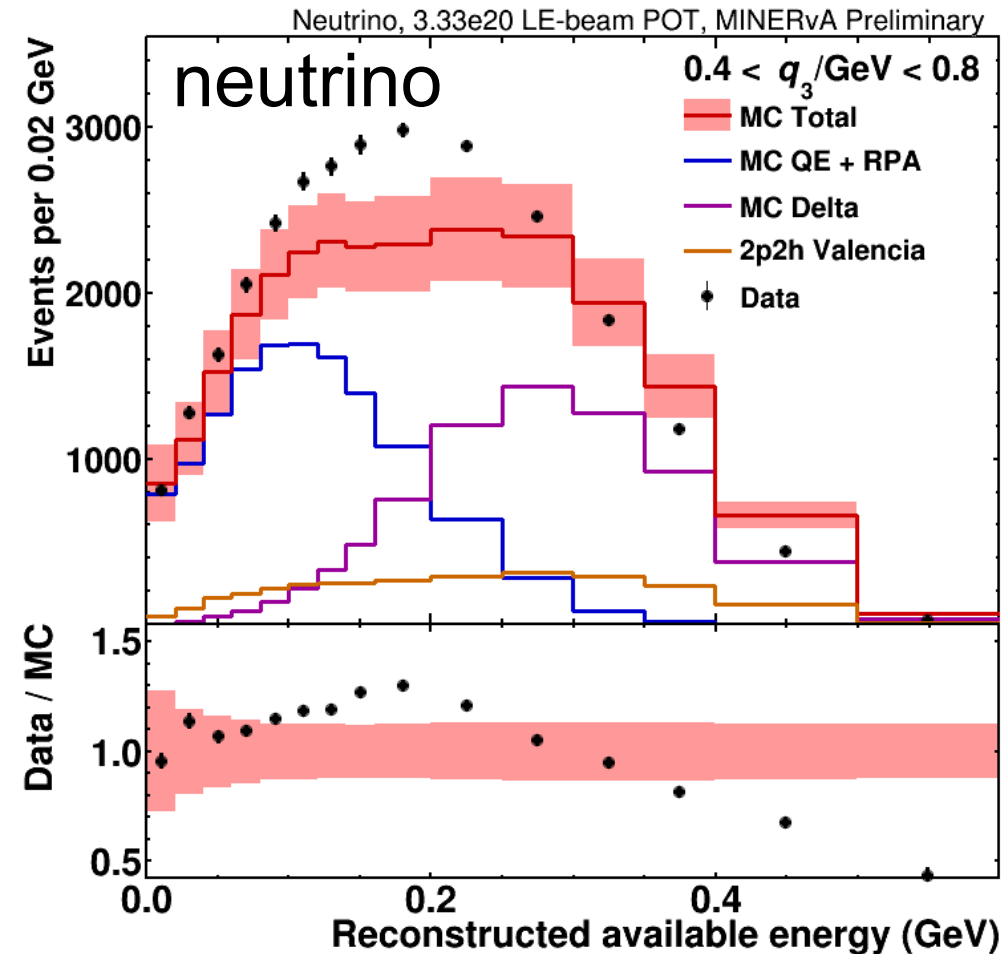 Neutrino, 3.33e20 LE-beam POT, MINERvA Preliminary
neutrino
0.4 < q3/GeV < 0.8
MC Total
MC QE + RPA
MC Delta
2p2h Valencia
Data
Events per 0.02 GeV
3000
2000
1000
Data / MC
1.5
1.0
0.5
0.0 0.2 0.4
Reconstructed available energy (GeV)